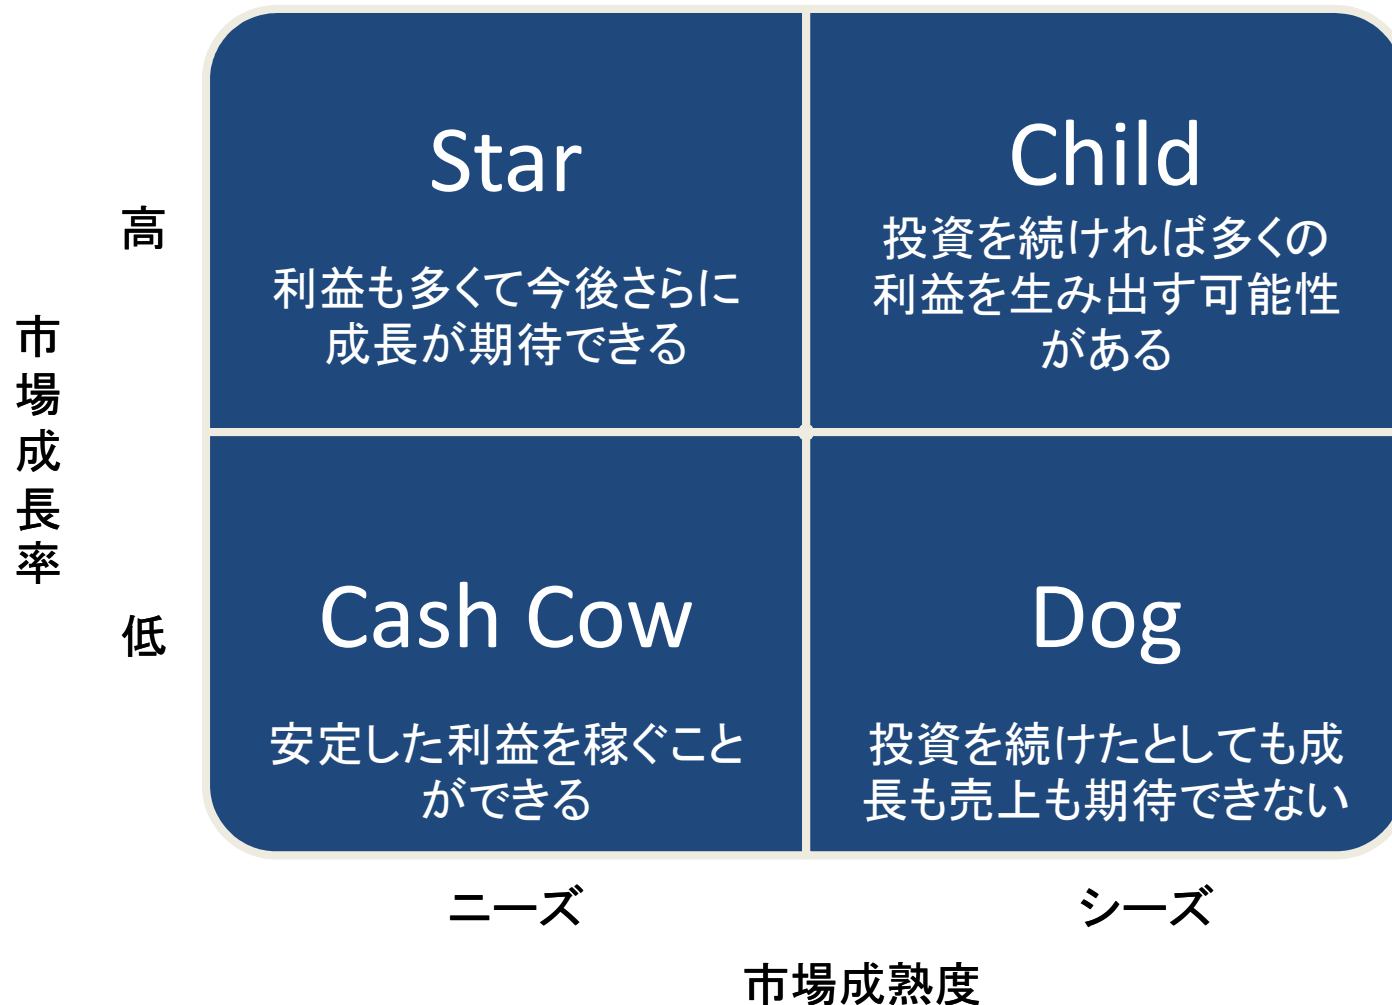 市場成長率
高
Star
利益も多くて今後さらに
成長が期待できる
Child
投資を続ければ多くの
利益を生み出す可能性
がある
低
Cash Cow
安定した利益を稼ぐこと
ができる
Dog
投資を続けたとしても成
長も売上も期待できない
ニーズ
シーズ
市場成熟度